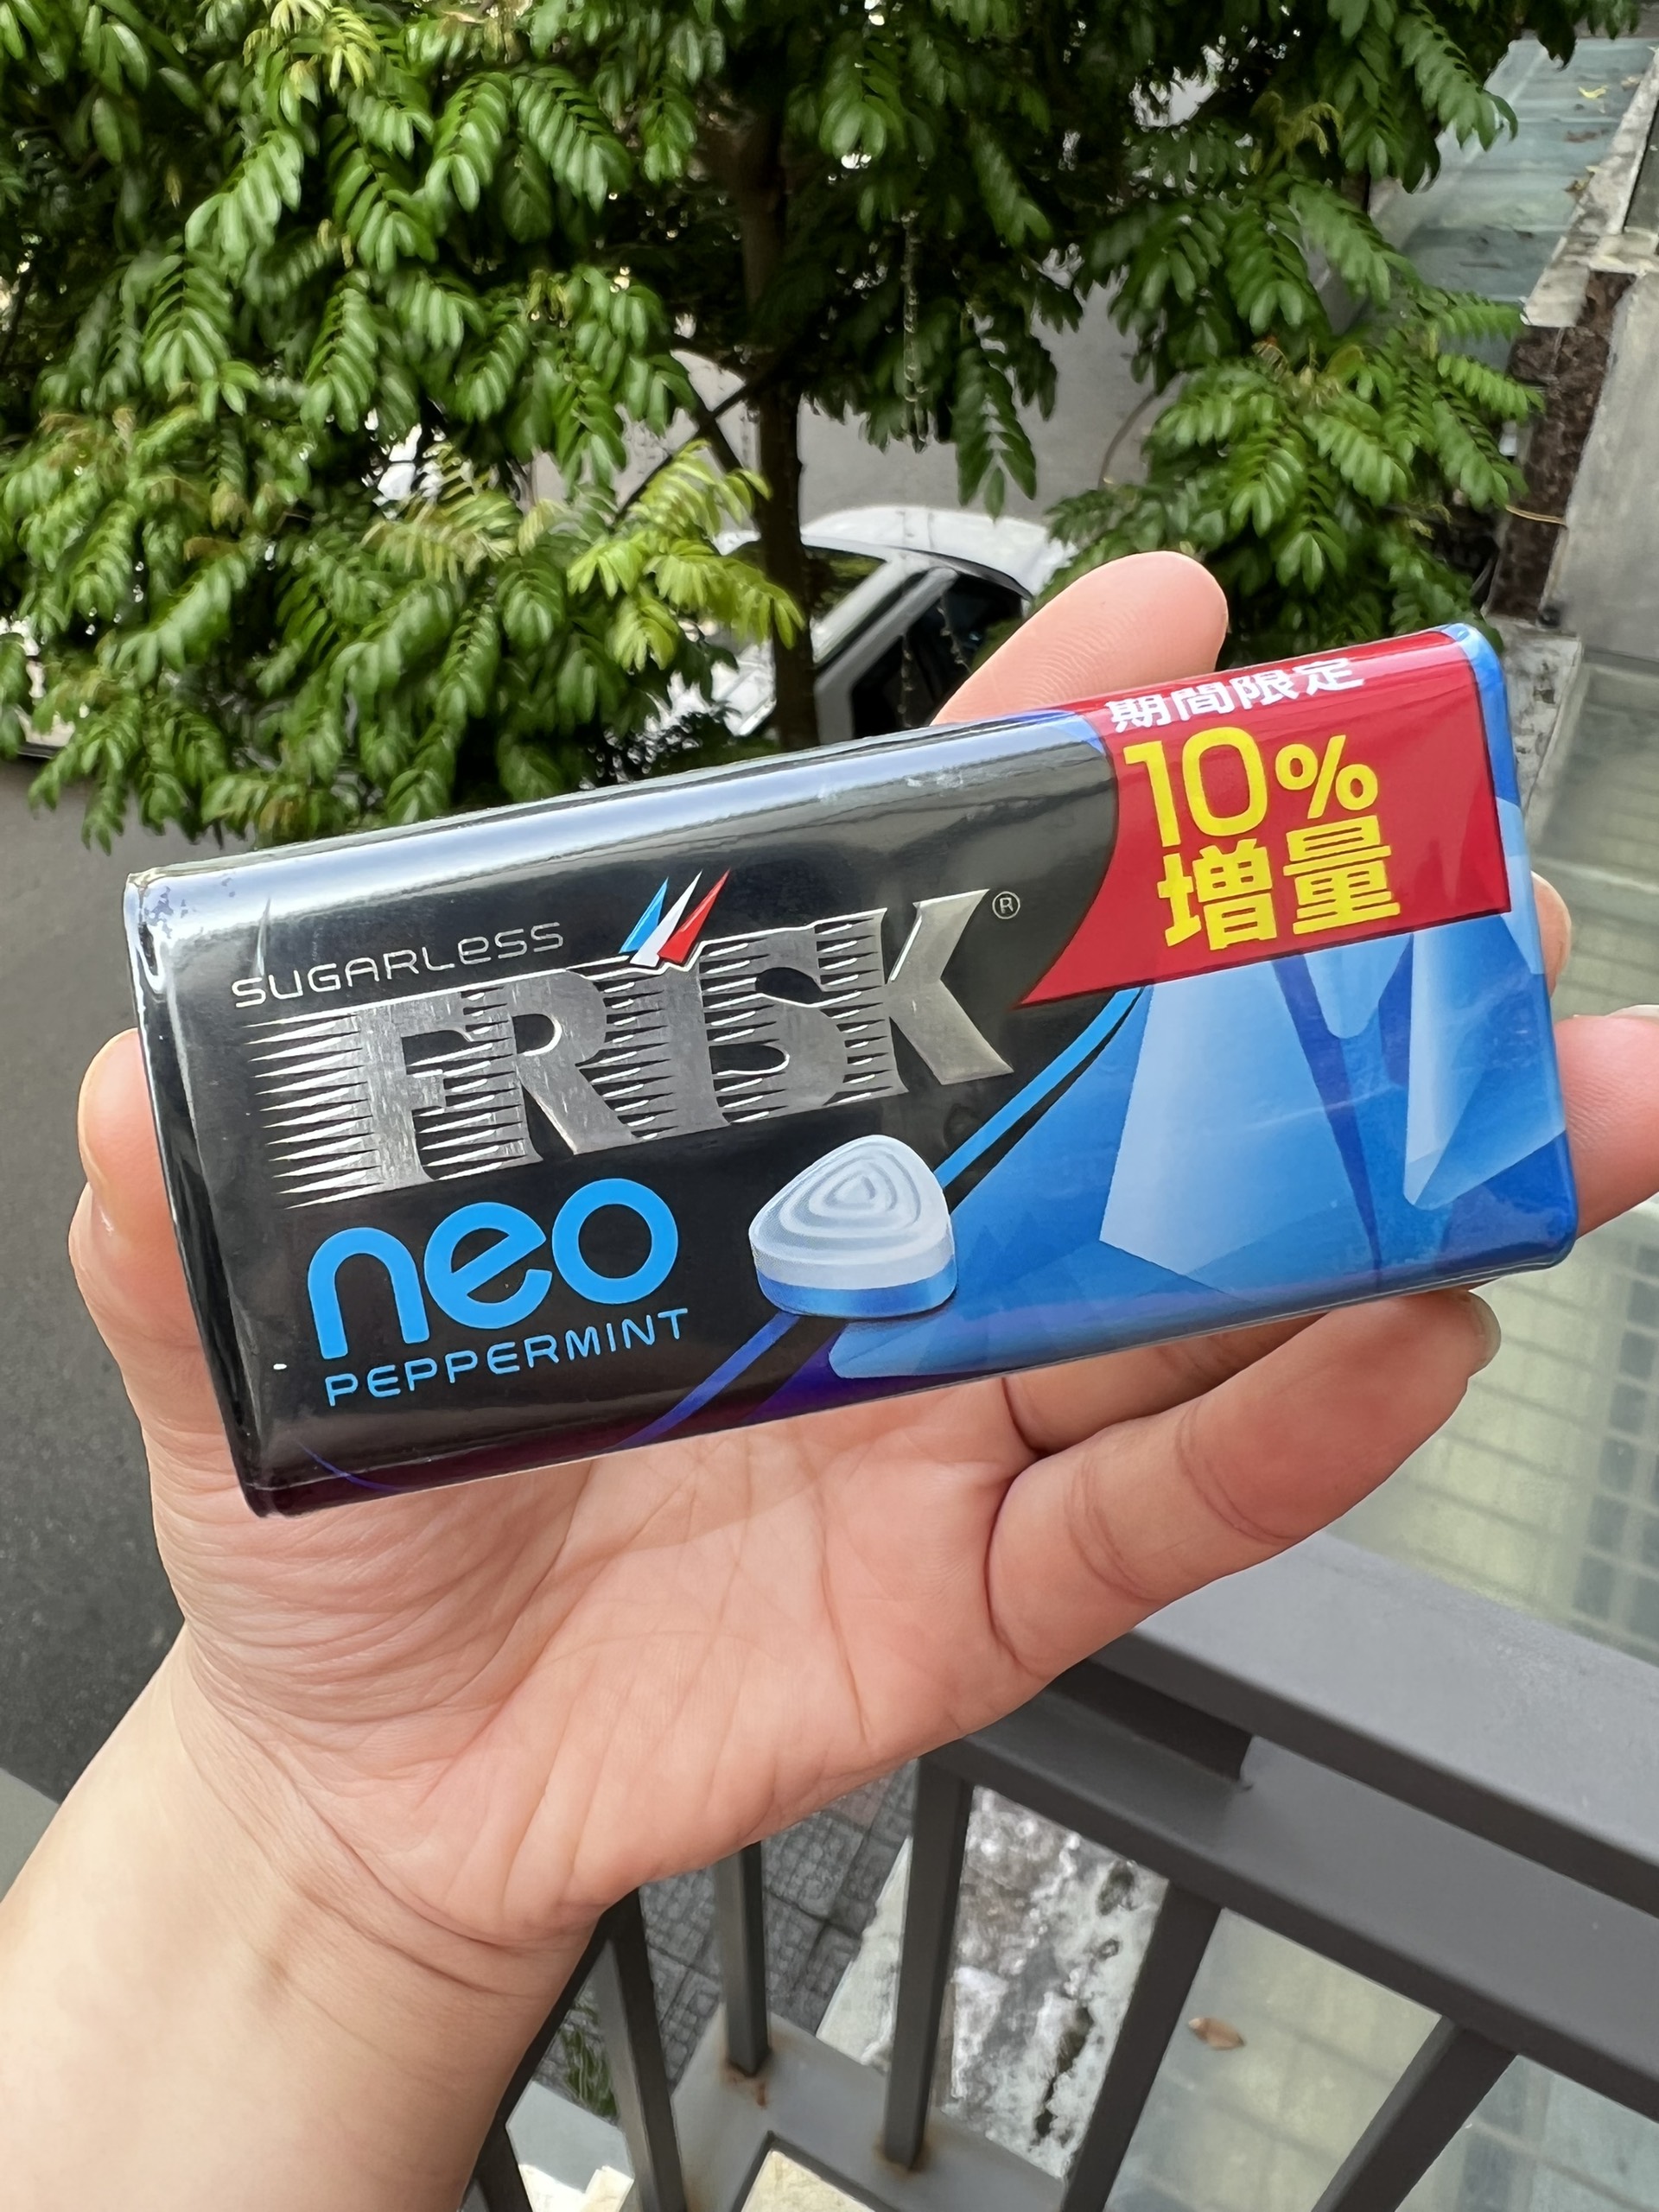 期間限定
10%
増量
SUGARLESS
FRISK®
neo
PEPPERMINT